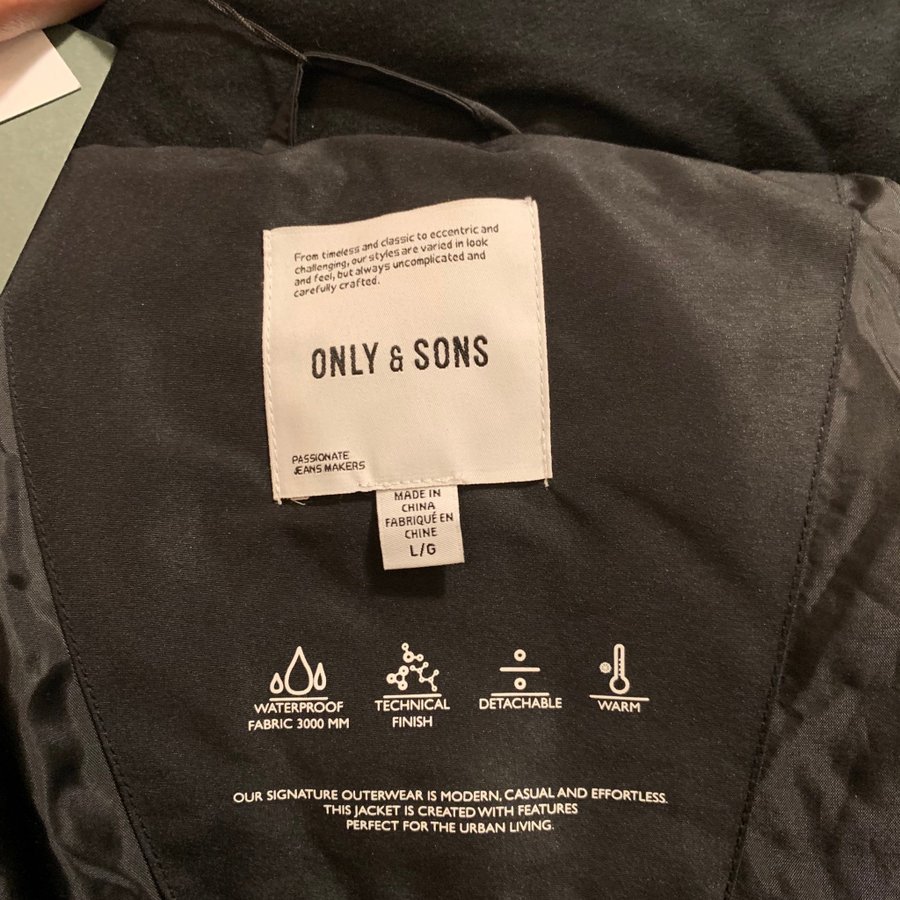 From timeless and classic to eccentric and
challenging, our styles are varied in look
and feel, but always uncomplicated and
carefully crafted.
ONLY & SONS
PASSIONATE
JEANS MAKERS
MADE IN
CHINA
FABRIQUÉ EN
CHINE
L/G
WATERPROOF
FABRIC 3000 MM
TECHNICAL
FINISH
DETACHABLE
WARM
OUR SIGNATURE OUTERWEAR IS MODERN, CASUAL AND EFFORTLESS.
THIS JACKET IS CREATED WITH FEATURES
PERFECT FOR THE URBAN LIVING.